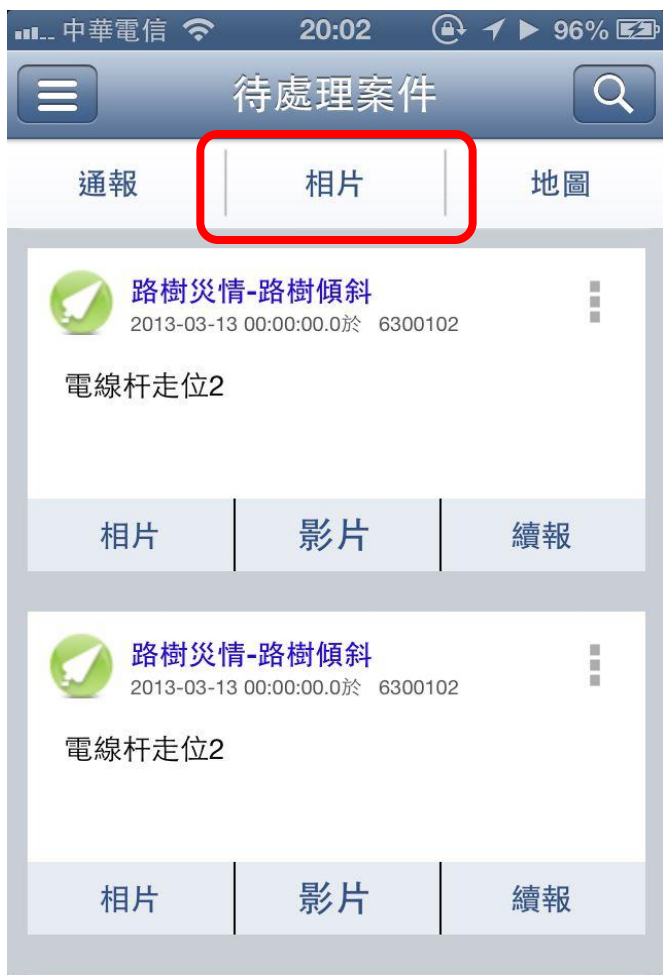 中華電信 20:02 96%
待處理案件
通報 相片 地圖
路樹災情-路樹傾斜
2013-03-13 00:00:00.0於 6300102
電線杆走位2
相片 影片 續報
路樹災情-路樹傾斜
2013-03-13 00:00:00.0於 6300102
電線杆走位2
相片 影片 續報